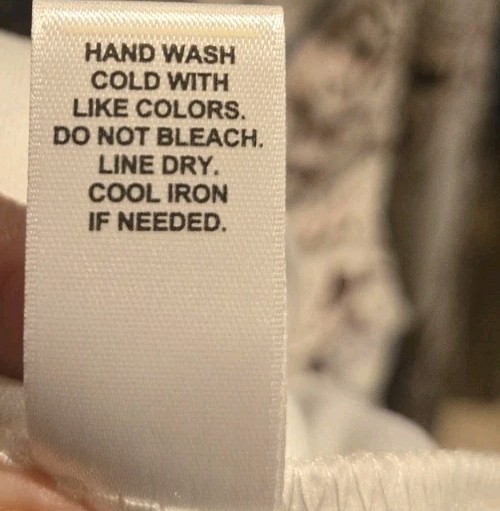 HAND WASH
COLD WITH
LIKE COLORS.
DO NOT BLEACH.
LINE DRY.
COOL IRON
IF NEEDED.